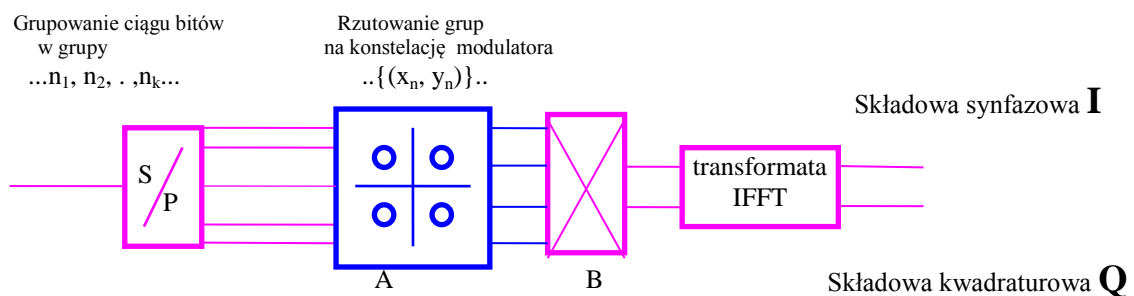 Grupowanie ciągu bitów
w grupy
...n1, n2, . .,nk...
Rzutowanie grup
na konstelację modulatora
..{(xn, yn)}..
Składowa synfazowa I
S
P
transformata
IFFT
A
B
Składowa kwadraturowa Q